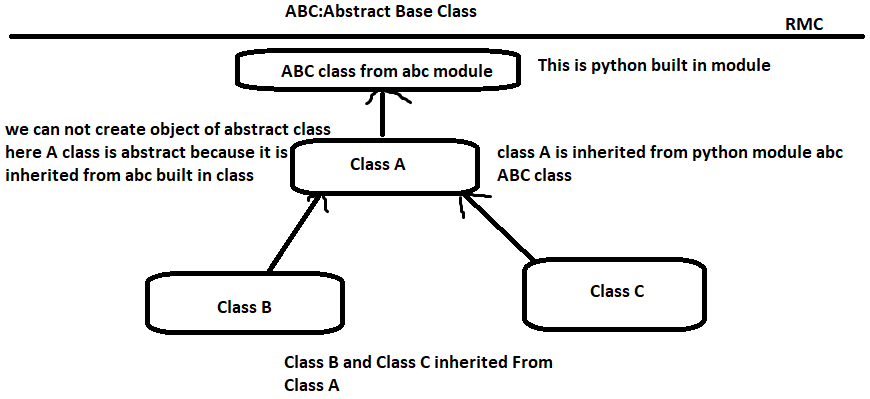 ABC:Abstract Base Class
RMC
ABC class from abc module
This is python built in module
we can not create object of abstract class
here A class is abstract because it is
inherited from abc built in class
Class A
class A is inherited from python module abc
ABC class
Class B
Class C
Class B and Class C inherited From
Class A